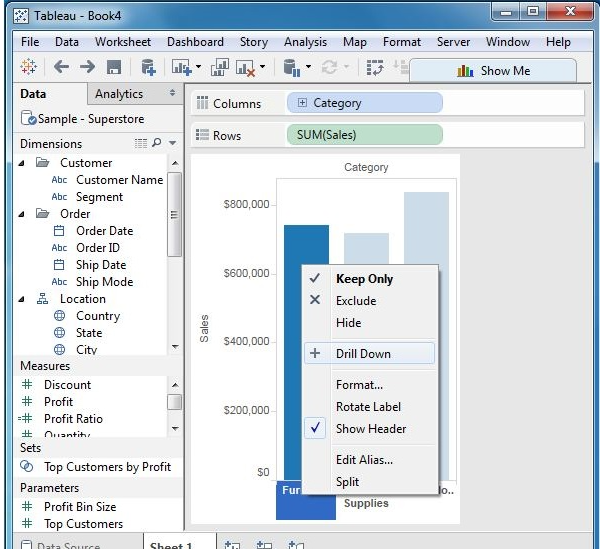 Tableau - Book4
File Data Worksheet Dashboard Story Analysis Map Format Server Window Help
Show Me
Data Analytics
Sample - Superstore
Dimensions
Customer
Abc Customer Name
Abc Segment
Order
Order Date
Abc Order ID
Ship Date
Abc Ship Mode
Location
Country
State
City
Measures
# Discount
# Profit
=# Profit Ratio
# Quantity
Sets
Top Customers by Profit
Parameters
# Profit Bin Size
# Top Customers
Columns Category
Rows SUM(Sales)
Category
$800,000
$600,000
$400,000
$200,000
$0
Sales
Keep Only
Exclude
Hide
Drill Down
Format...
Rotate Label
Show Header
Edit Alias...
Split
Fur
Supplies
lo..
Data Source Sheet 1